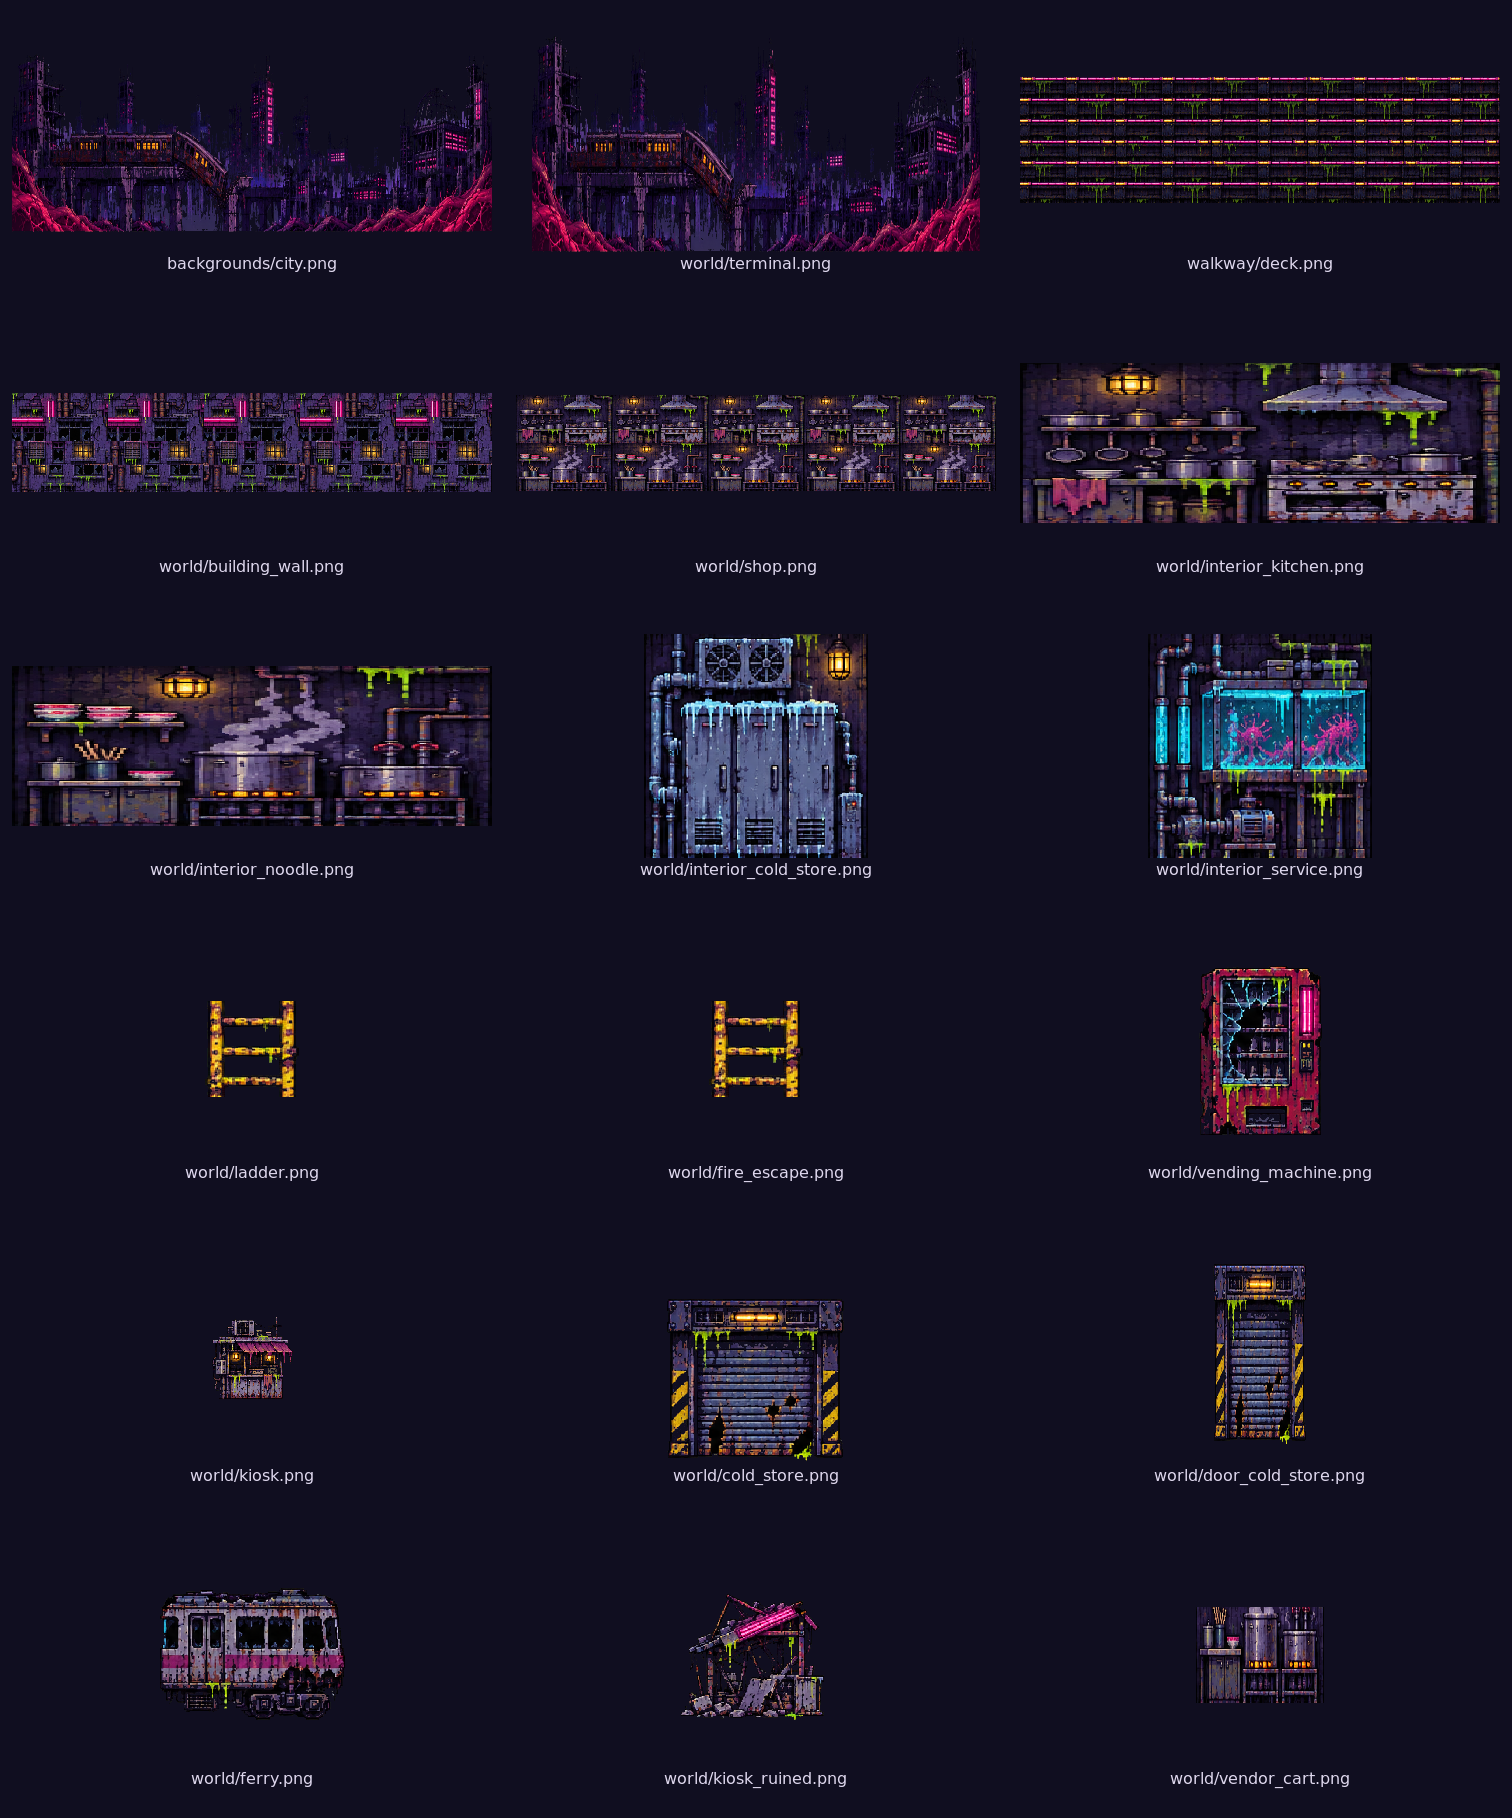 backgrounds/city.png
world/terminal.png
walkway/deck.png
world/building_wall.png
world/shop.png
world/interior_kitchen.png
world/interior_noodle.png
world/interior_cold_store.png
world/interior_service.png
world/ladder.png
world/fire_escape.png
world/vending_machine.png
world/kiosk.png
world/cold_store.png
world/door_cold_store.png
world/ferry.png
world/kiosk_ruined.png
world/vendor_cart.png